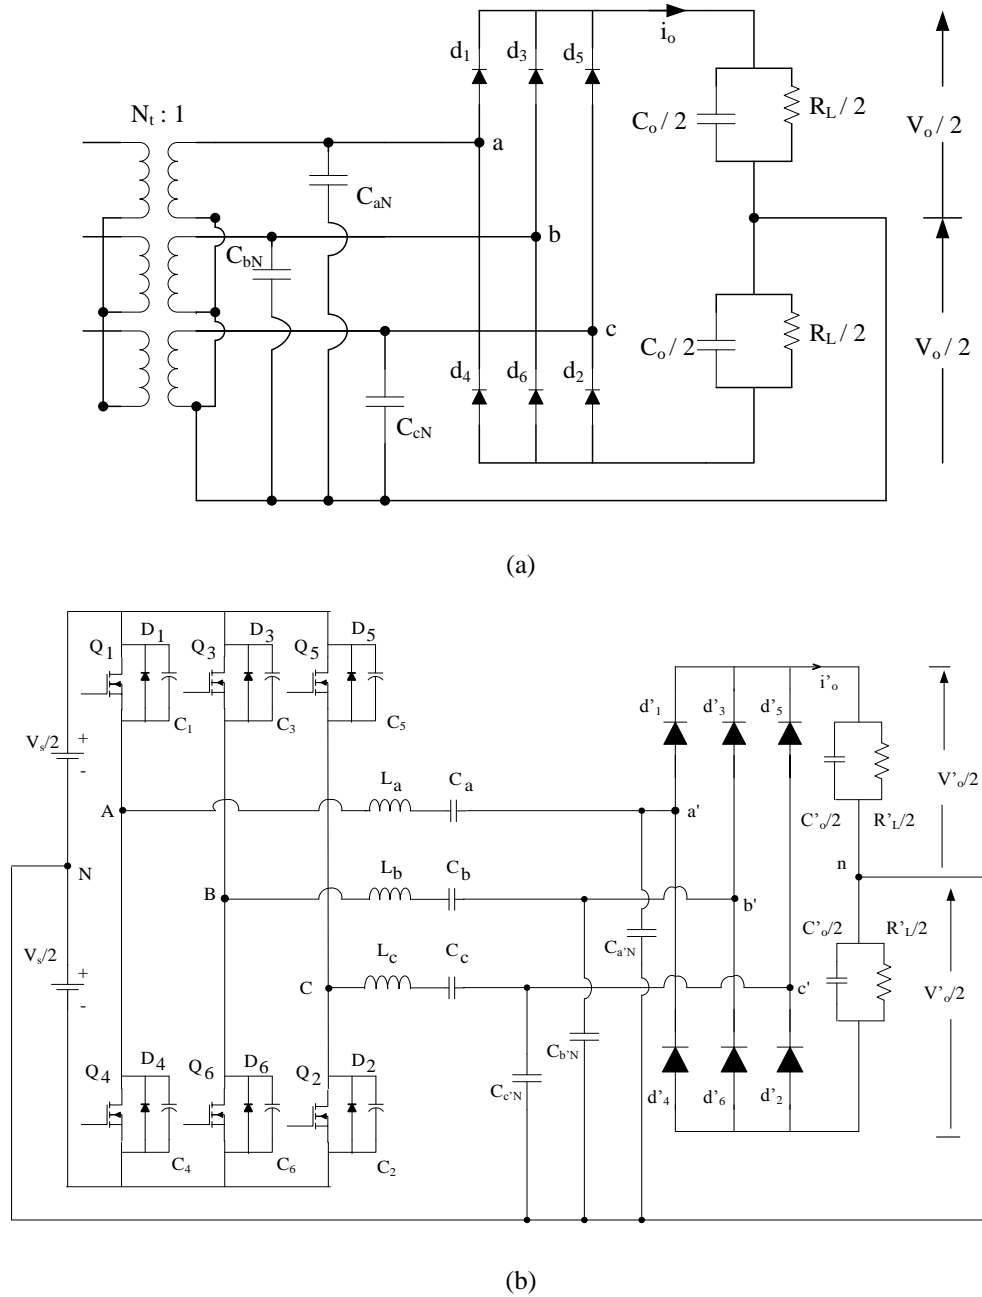 i_o
d_1 d_3 d_5
N_t : 1
R_L / 2
C_o / 2
V_o / 2
a
C_aN
b
C_bN
c
R_L / 2
C_o / 2
V_o / 2
d_4 d_6 d_2
C_cN
(a)
D_1 D_3 D_5
Q_1 Q_3 Q_5
i'_o
d'_1 d'_3 d'_5
C_1 C_3 C_5
V_s/2 + -
V'_o/2
L_a C_a
A
a'
C'_o/2 R'_L/2
N
L_b C_b
n
B
b'
C'_o/2 R'_L/2
C_a'N
L_c C_c
V_s/2 + -
C
c'
V'_o/2
C_b'N
D_4 D_6 D_2
Q_4 Q_6 Q_2
C_c'N
d'_4 d'_6 d'_2
C_4 C_6 C_2
(b)